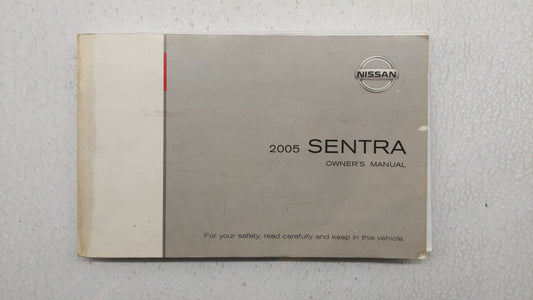 NISSAN
2005 SENTRA
OWNER'S MANUAL
For your safety, read carefully and keep in this vehicle.